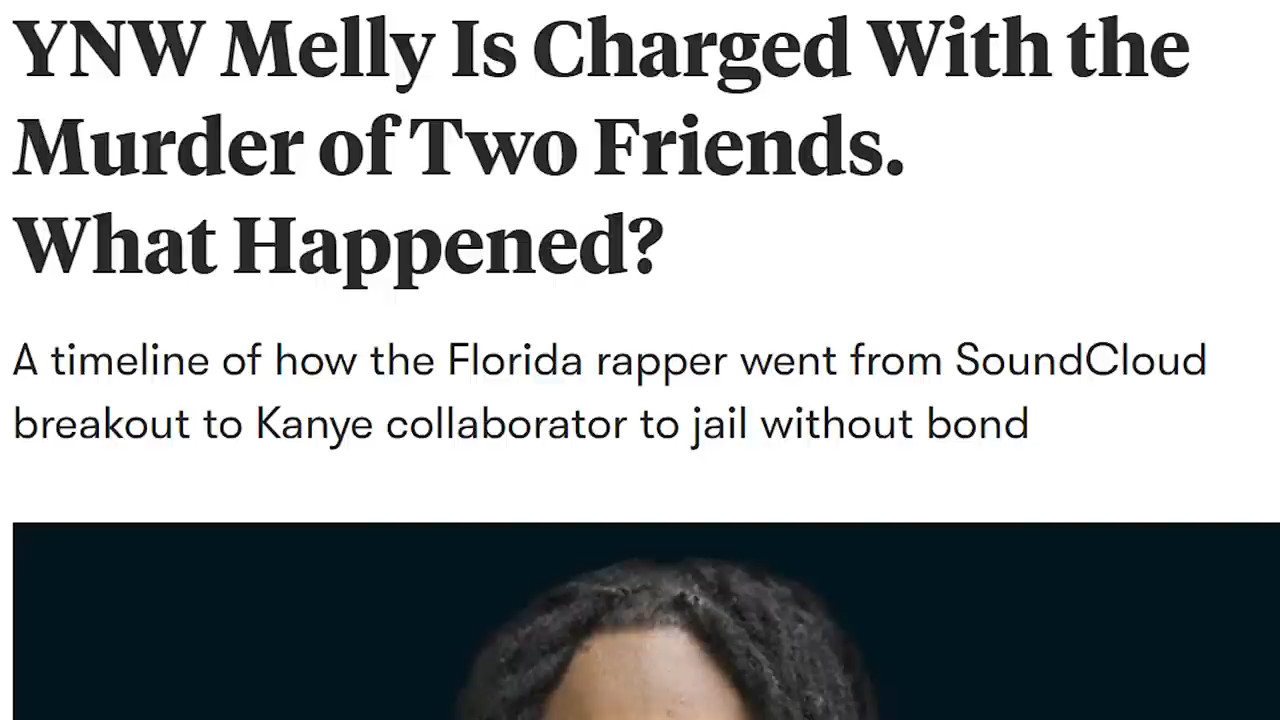 YNW Melly Is Charged With the
Murder of Two Friends.
What Happened?
A timeline of how the Florida rapper went from SoundCloud
breakout to Kanye collaborator to jail without bond